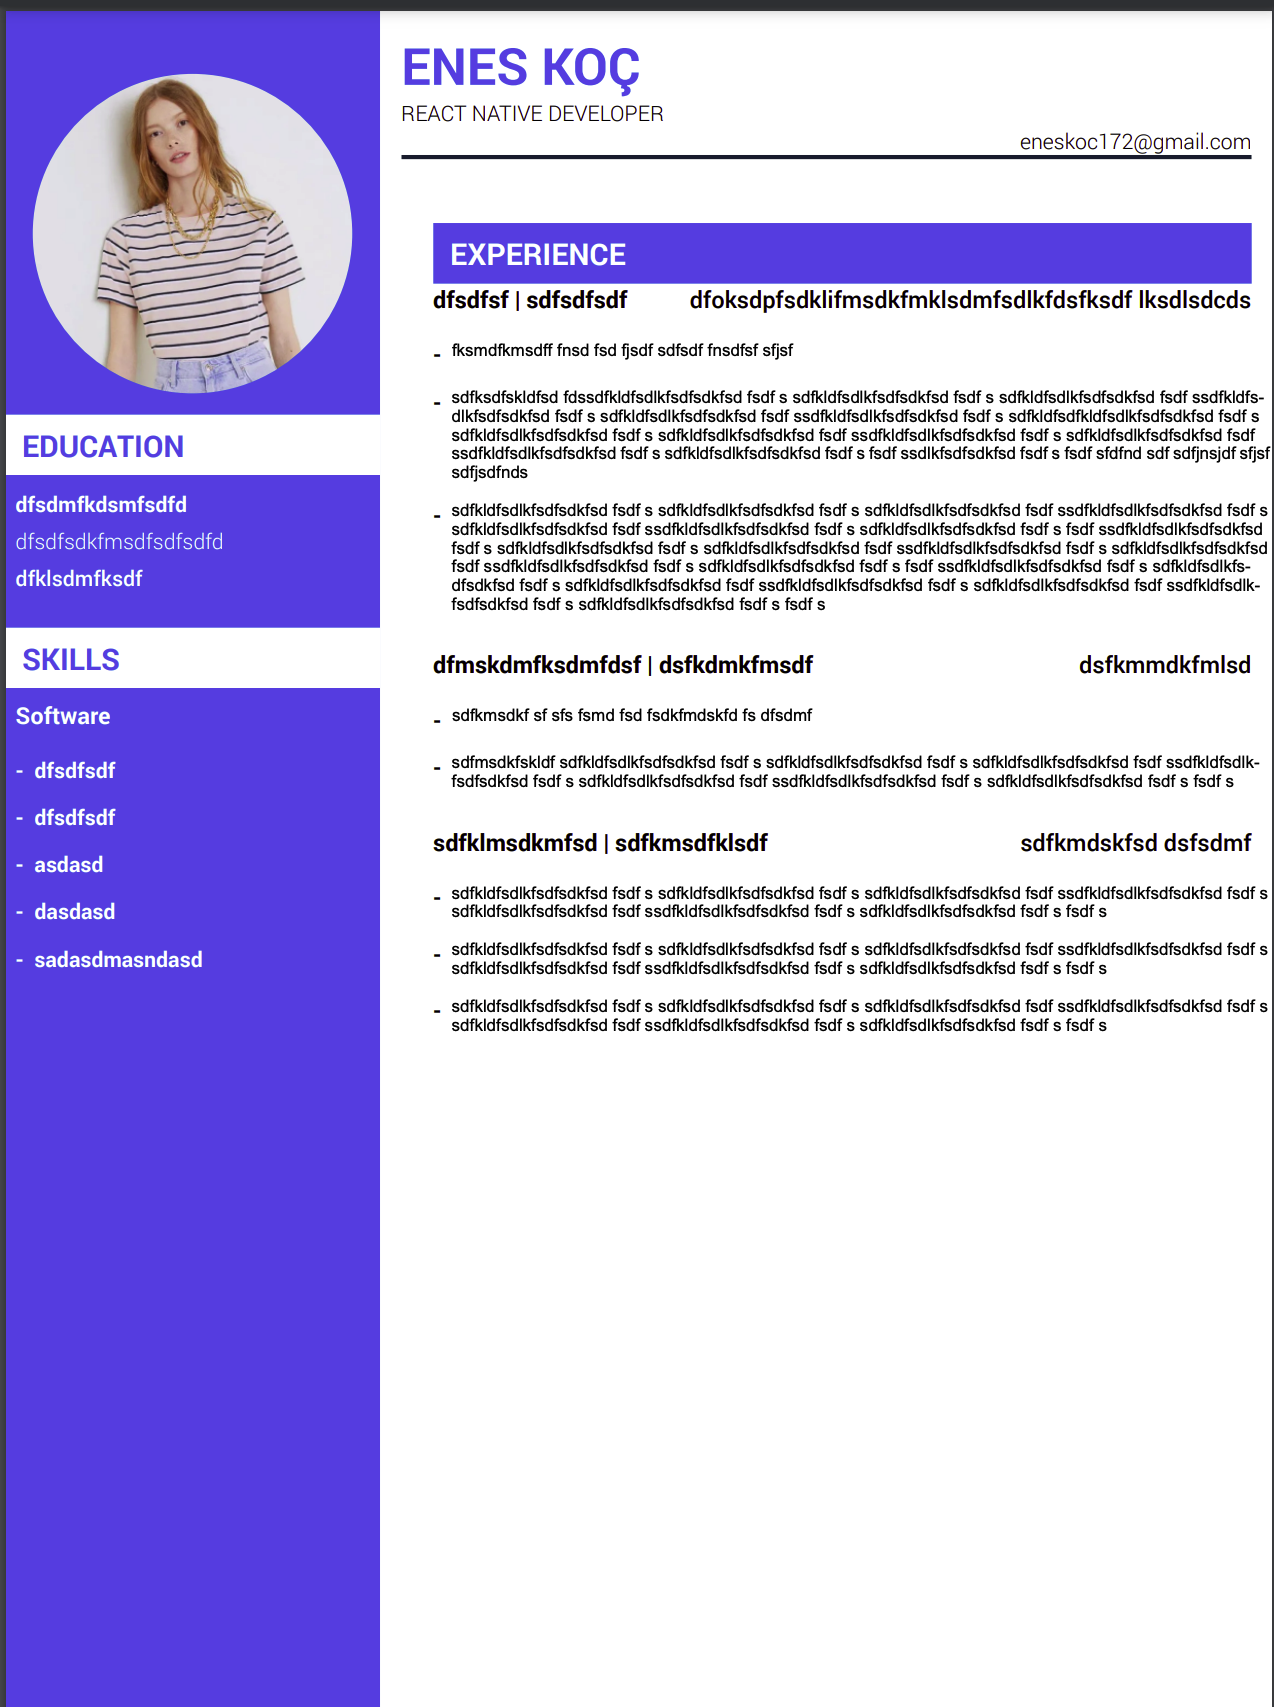 ENES KOÇ
REACT NATIVE DEVELOPER
eneskoc172@gmail.com
EDUCATION
dfsdmfkdsmfsdfd
dfsdfsdkfmsdfsdfsdfd
dfklsdmfksdf
SKILLS
Software
- dfsdfsdf
- dfsdfsdf
- asdasd
- dasdasd
- sadasdmasndasd
EXPERIENCE
dfsdfsf | sdfsdfsdf dfoksdpfsdklifmsdkfmklsdmfsdlkfdsfksdf lksdlsdcds
- fksmdfkmsdff fnsd fsd fjsdf sdfsdf fnsdfsf sfjsf
- sdfksdfskldfsd fdssdfkldfsdlkfsdfsdkfsd fsdf s sdfkldfsdlkfsdfsdkfsd fsdf s sdfkldfsdlkfsdfsdkfsd fsdf ssdfkldfs-
dlkfsdfsdkfsd fsdf s sdfkldfsdlkfsdfsdkfsd fsdf ssdfkldfsdlkfsdfsdkfsd fsdf s sdfkldfsdfkldfsdlkfsdfsdkfsd fsdf s
sdfkldfsdlkfsdfsdkfsd fsdf s sdfkldfsdlkfsdfsdkfsd fsdf ssdfkldfsdlkfsdfsdkfsd fsdf s sdfkldfsdlkfsdfsdkfsd fsdf
ssdfkldfsdlkfsdfsdkfsd fsdf s sdfkldfsdlkfsdfsdkfsd fsdf s fsdf ssdlkfsdfsdkfsd fsdf s fsdf sfdfnd sdf sdfjnsjdf sfjsf
sdfjsdfnds
- sdfkldfsdlkfsdfsdkfsd fsdf s sdfkldfsdlkfsdfsdkfsd fsdf s sdfkldfsdlkfsdfsdkfsd fsdf ssdfkldfsdlkfsdfsdkfsd fsdf s
sdfkldfsdlkfsdfsdkfsd fsdf ssdfkldfsdlkfsdfsdkfsd fsdf s sdfkldfsdlkfsdfsdkfsd fsdf s fsdf ssdfkldfsdlkfsdfsdkfsd
fsdf s sdfkldfsdlkfsdfsdkfsd fsdf s sdfkldfsdlkfsdfsdkfsd fsdf ssdfkldfsdlkfsdfsdkfsd fsdf s sdfkldfsdlkfsdfsdkfsd
fsdf ssdfkldfsdlkfsdfsdkfsd fsdf s sdfkldfsdlkfsdfsdkfsd fsdf s fsdf ssdfkldfsdlkfsdfsdkfsd fsdf s sdfkldfsdlkfs-
dfsdkfsd fsdf s sdfkldfsdlkfsdfsdkfsd fsdf ssdfkldfsdlkfsdfsdkfsd fsdf s sdfkldfsdlkfsdfsdkfsd fsdf ssdfkldfsdlk-
fsdfsdkfsd fsdf s sdfkldfsdlkfsdfsdkfsd fsdf s fsdf s
dfmskdmfksdmfdsf | dsfkdmkfmsdf dsfkmmdkfmlsd
- sdfkmsdkf sf sfs fsmd fsd fsdkfmdskfd fs dfsdmf
- sdfmsdkfskldf sdfkldfsdlkfsdfsdkfsd fsdf s sdfkldfsdlkfsdfsdkfsd fsdf s sdfkldfsdlkfsdfsdkfsd fsdf ssdfkldfsdlk-
fsdfsdkfsd fsdf s sdfkldfsdlkfsdfsdkfsd fsdf ssdfkldfsdlkfsdfsdkfsd fsdf s sdfkldfsdlkfsdfsdkfsd fsdf s fsdf s
sdfklmsdkmfsd | sdfkmsdfklsdf sdfkmdskfsd dsfsdmf
- sdfkldfsdlkfsdfsdkfsd fsdf s sdfkldfsdlkfsdfsdkfsd fsdf s sdfkldfsdlkfsdfsdkfsd fsdf ssdfkldfsdlkfsdfsdkfsd fsdf s
sdfkldfsdlkfsdfsdkfsd fsdf ssdfkldfsdlkfsdfsdkfsd fsdf s sdfkldfsdlkfsdfsdkfsd fsdf s fsdf s
- sdfkldfsdlkfsdfsdkfsd fsdf s sdfkldfsdlkfsdfsdkfsd fsdf s sdfkldfsdlkfsdfsdkfsd fsdf ssdfkldfsdlkfsdfsdkfsd fsdf s
sdfkldfsdlkfsdfsdkfsd fsdf ssdfkldfsdlkfsdfsdkfsd fsdf s sdfkldfsdlkfsdfsdkfsd fsdf s fsdf s
- sdfkldfsdlkfsdfsdkfsd fsdf s sdfkldfsdlkfsdfsdkfsd fsdf s sdfkldfsdlkfsdfsdkfsd fsdf ssdfkldfsdlkfsdfsdkfsd fsdf s
sdfkldfsdlkfsdfsdkfsd fsdf ssdfkldfsdlkfsdfsdkfsd fsdf s sdfkldfsdlkfsdfsdkfsd fsdf s fsdf s